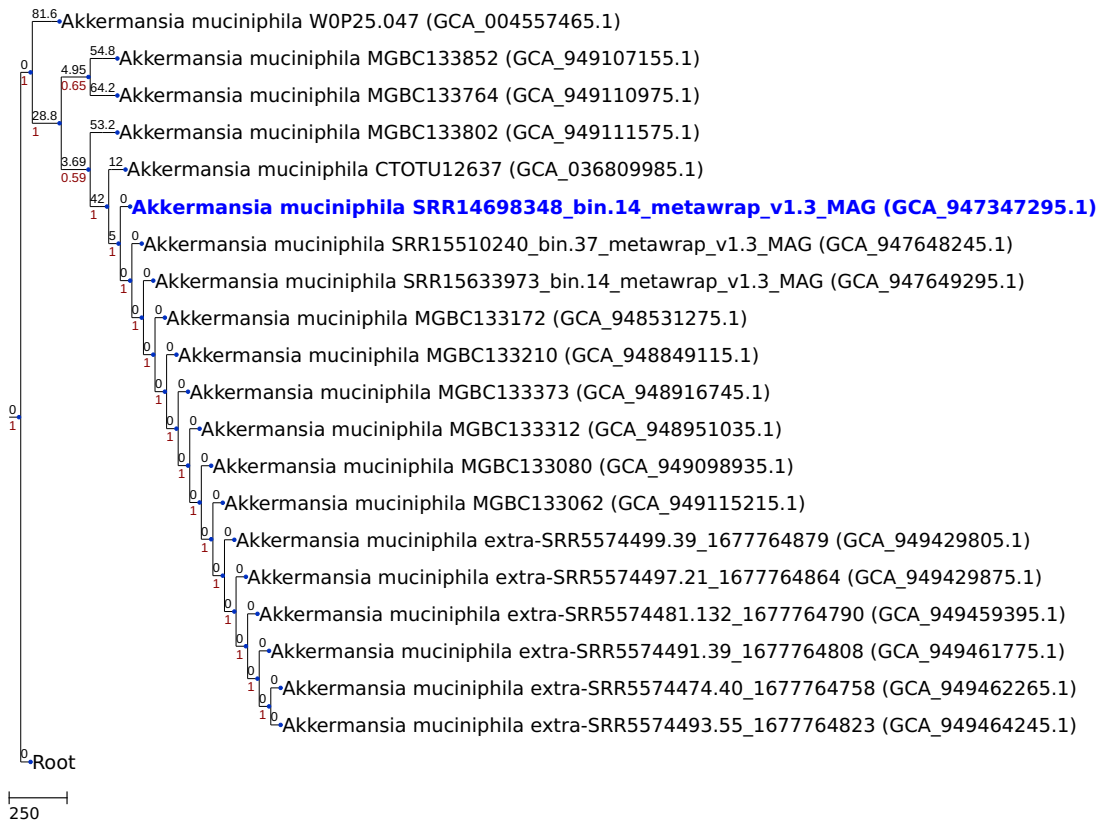 81.6 Akkermansia muciniphila W0P25.047 (GCA_004557465.1)
54.8 Akkermansia muciniphila MGBC133852 (GCA_949107155.1)
0
1
4.95
0.65
64.2 Akkermansia muciniphila MGBC133764 (GCA_949110975.1)
28.8
1
53.2 Akkermansia muciniphila MGBC133802 (GCA_949111575.1)
3.69
0.59
12 Akkermansia muciniphila CTOTU12637 (GCA_036809985.1)
42
1
0 Akkermansia muciniphila SRR14698348_bin.14_metawrap_v1.3_MAG (GCA_947347295.1)
5
1
0 Akkermansia muciniphila SRR15510240_bin.37_metawrap_v1.3_MAG (GCA_947648245.1)
0
1
0 Akkermansia muciniphila SRR15633973_bin.14_metawrap_v1.3_MAG (GCA_947649295.1)
0
1
0 Akkermansia muciniphila MGBC133172 (GCA_948531275.1)
0
1
0 Akkermansia muciniphila MGBC133210 (GCA_948849115.1)
0
1
0 Akkermansia muciniphila MGBC133373 (GCA_948916745.1)
0
1
0 Akkermansia muciniphila MGBC133312 (GCA_948951035.1)
0
1
0 Akkermansia muciniphila MGBC133080 (GCA_949098935.1)
0
1
0 Akkermansia muciniphila MGBC133062 (GCA_949115215.1)
0
1
0 Akkermansia muciniphila extra-SRR5574499.39_1677764879 (GCA_949429805.1)
0
1
0 Akkermansia muciniphila extra-SRR5574497.21_1677764864 (GCA_949429875.1)
0
1
0 Akkermansia muciniphila extra-SRR5574481.132_1677764790 (GCA_949459395.1)
0
1
0 Akkermansia muciniphila extra-SRR5574491.39_1677764808 (GCA_949461775.1)
0
1
0 Akkermansia muciniphila extra-SRR5574474.40_1677764758 (GCA_949462265.1)
0
1
0 Akkermansia muciniphila extra-SRR5574493.55_1677764823 (GCA_949464245.1)
0
1
0 Root
250